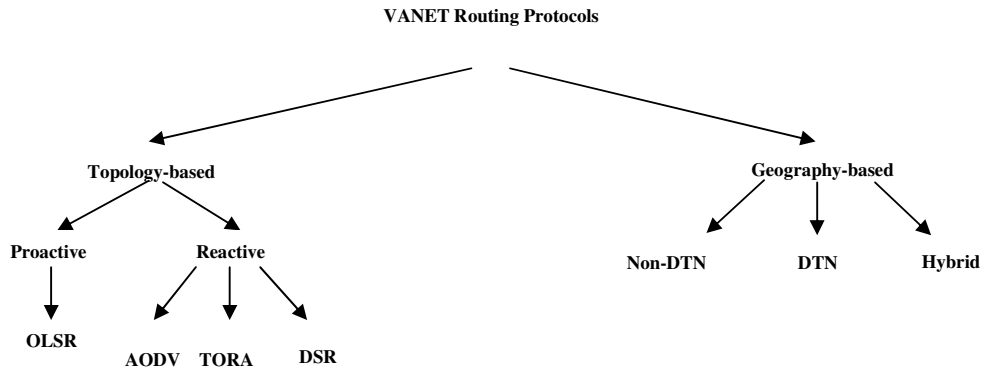 VANET Routing Protocols
Topology-based
Geography-based
Proactive
Reactive
Non-DTN
DTN
Hybrid
OLSR
AODV
TORA
DSR